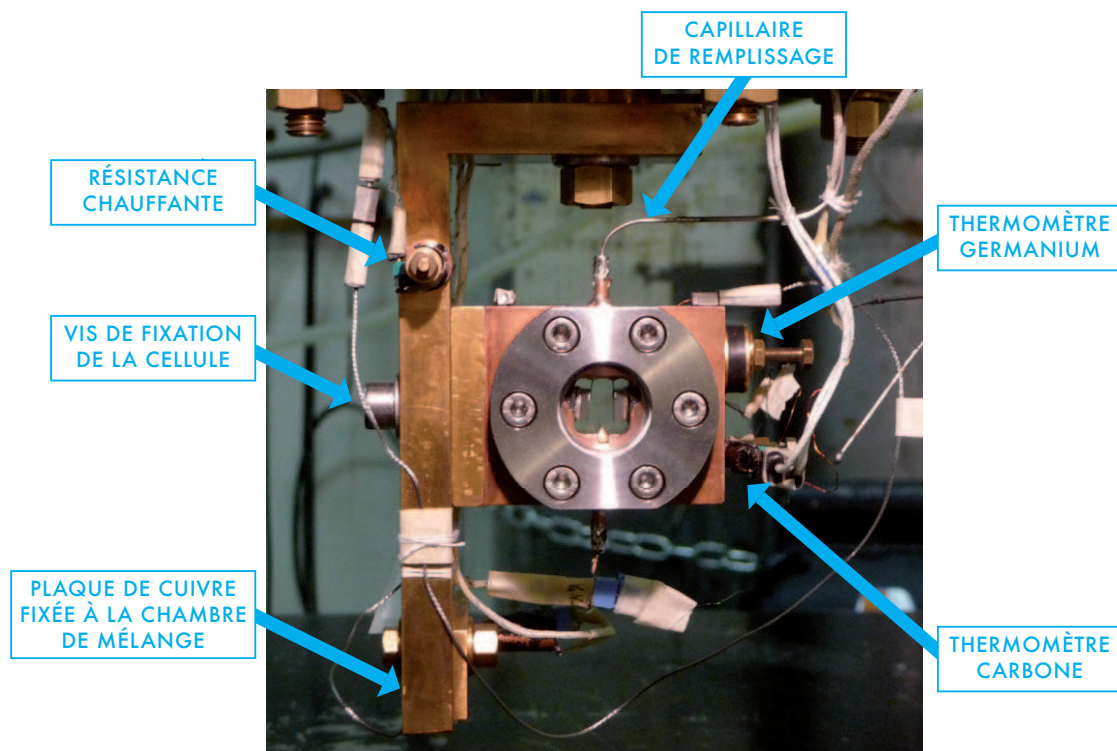 CAPILLAIRE
DE REMPLISSAGE
RÉSISTANCE
CHAUFFANTE
THERMOMÈTRE
GERMANIUM
VIS DE FIXATION
DE LA CELLULE
PLAQUE DE CUIVRE
FIXÉE À LA CHAMBRE
DE MÉLANGE
THERMOMÈTRE
CARBONE